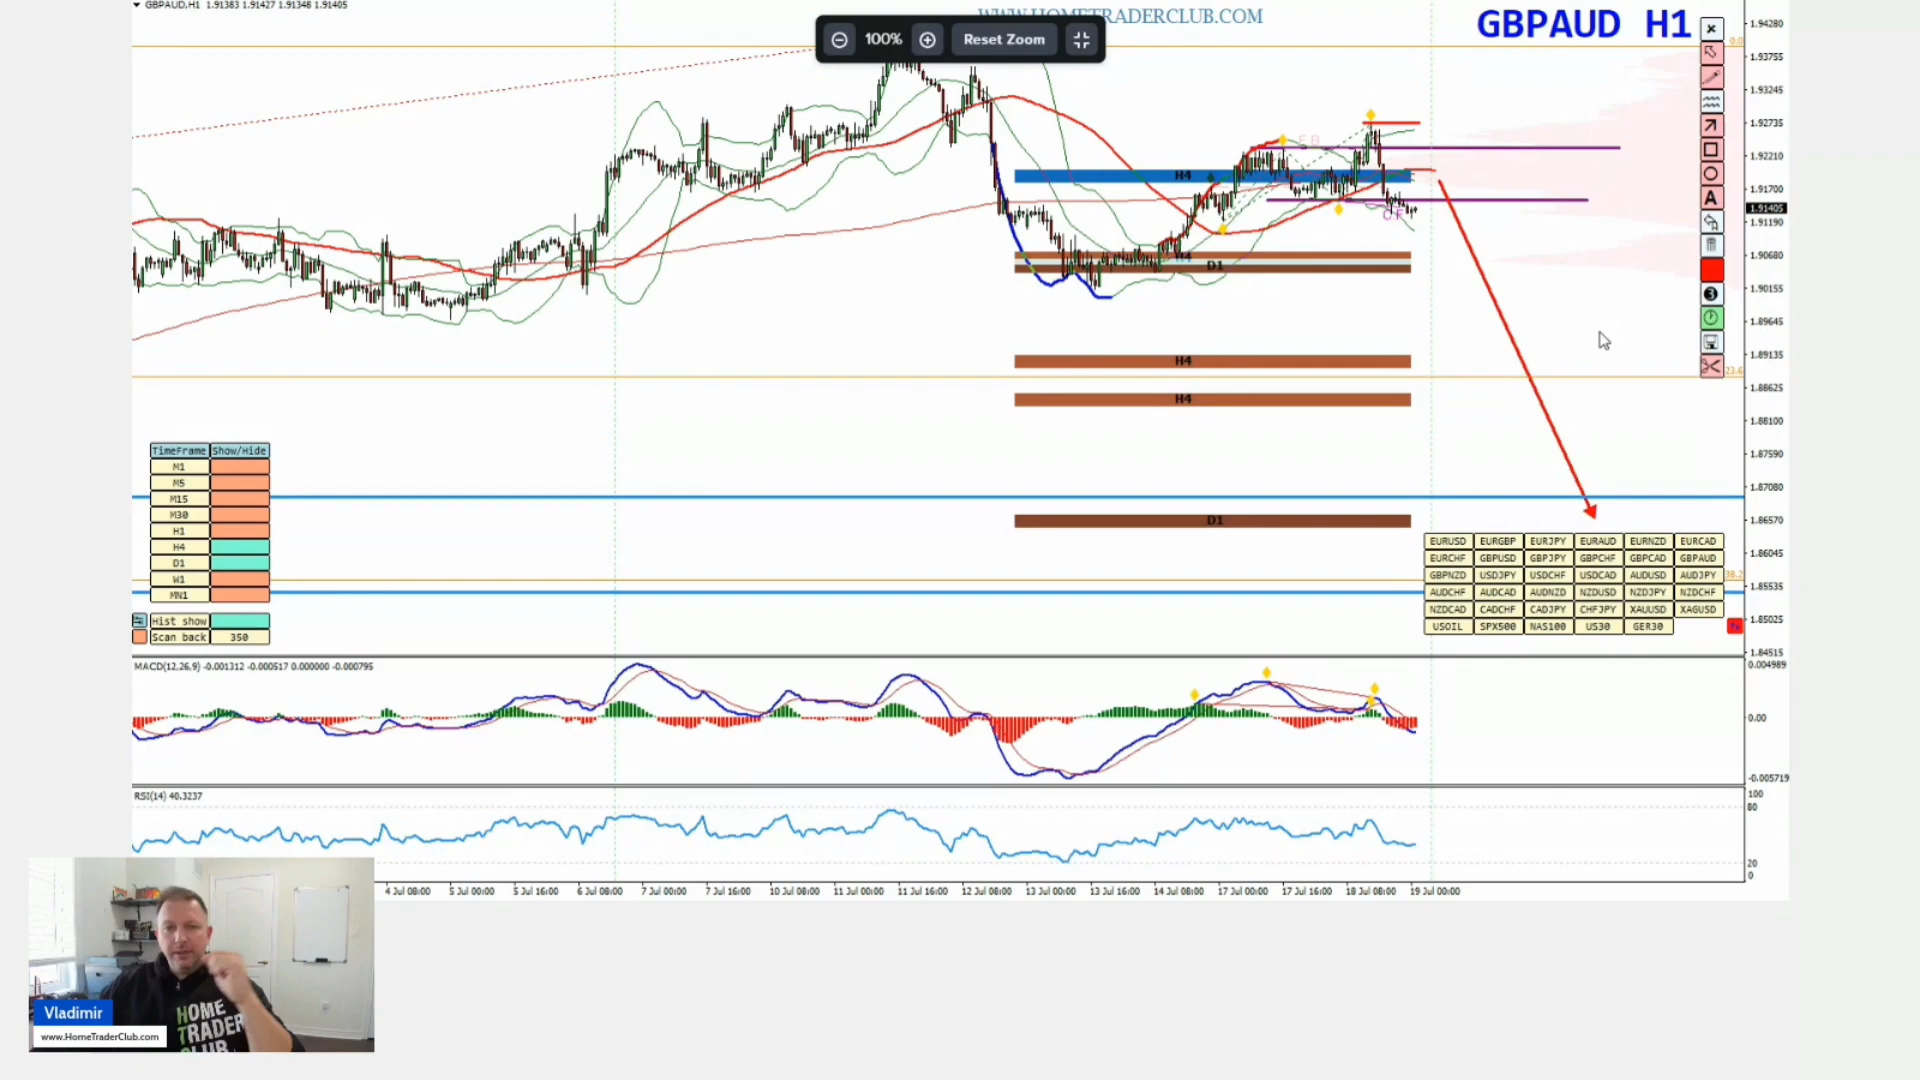 GBPAUD,H1 1.91383 1.91427 1.91348 1.91405
WWW.HOMETRADERCLUB.COM
100%
Reset Zoom
GBPAUD H1
1.94280
0.0
1.93755
1.93245
1.92735
1.92210
1.91700
1.91405
1.91190
1.90680
1.90155
1.89645
1.89135
23.6
1.88625
1.88100
1.87590
1.87080
1.86570
1.86045
38.2
1.85535
1.85025
1.84515
A
H4
H4
D1
H4
H4
D1
TimeFrame Show/Hide
M1
M5
M15
M30
H1
H4
D1
W1
MN1
Hist show
Scan back 350
EURUSD EURGBP EURJPY EURAUD EURNZD EURCAD
EURCHF GBPUSD GBPJPY GBPCHF GBPCAD GBPAUD
GBPNZD USDJPY USDCHF USDCAD AUDUSD AUDJPY
AUDCHF AUDCAD AUDNZD NZDUSD NZDJPY NZDCHF
NZDCAD CADCHF CADJPY CHFJPY XAUUSD XAGUSD
USOIL SPX500 NAS100 US30 GER30
MACD(12,26,9) -0.001312 -0.000517 0.000000 -0.000795
0.004989
0.00
-0.005719
RSI(14) 40.3237
100
80
20
0
4 Jul 08:00 5 Jul 00:00 5 Jul 16:00 6 Jul 08:00 7 Jul 00:00 7 Jul 16:00 10 Jul 08:00 11 Jul 00:00 11 Jul 16:00 12 Jul 08:00 13 Jul 00:00 13 Jul 16:00 14 Jul 08:00 17 Jul 00:00 17 Jul 16:00 18 Jul 08:00 19 Jul 00:00
HOME
TRADER
CLUB
Vladimir
www.HomeTraderClub.com